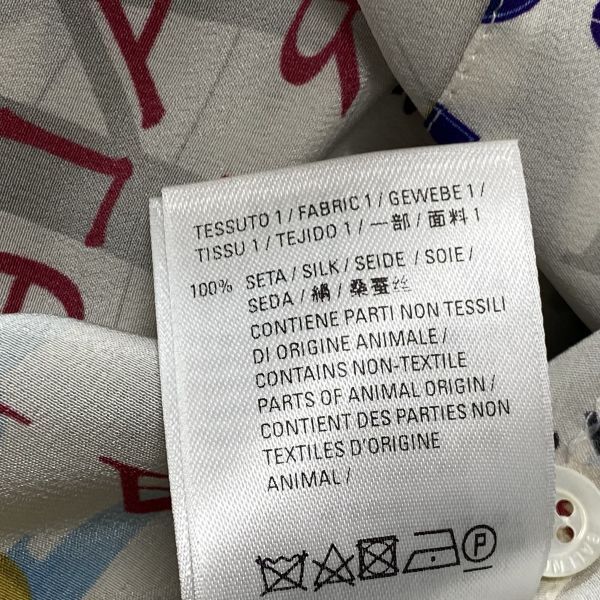 TESSUTO 1 / FABRIC 1 / GEWEBE 1 /
TISSU 1 / TEJIDO 1 / 一部 / 面料 1
100% SETA / SILK / SEIDE / SOIE /
SEDA / 絹 / 桑蚕丝
CONTIENE PARTI NON TESSILI
DI ORIGINE ANIMALE /
CONTAINS NON-TEXTILE
PARTS OF ANIMAL ORIGIN /
CONTIENT DES PARTIES NON
TEXTILES D'ORIGINE
ANIMAL /
P